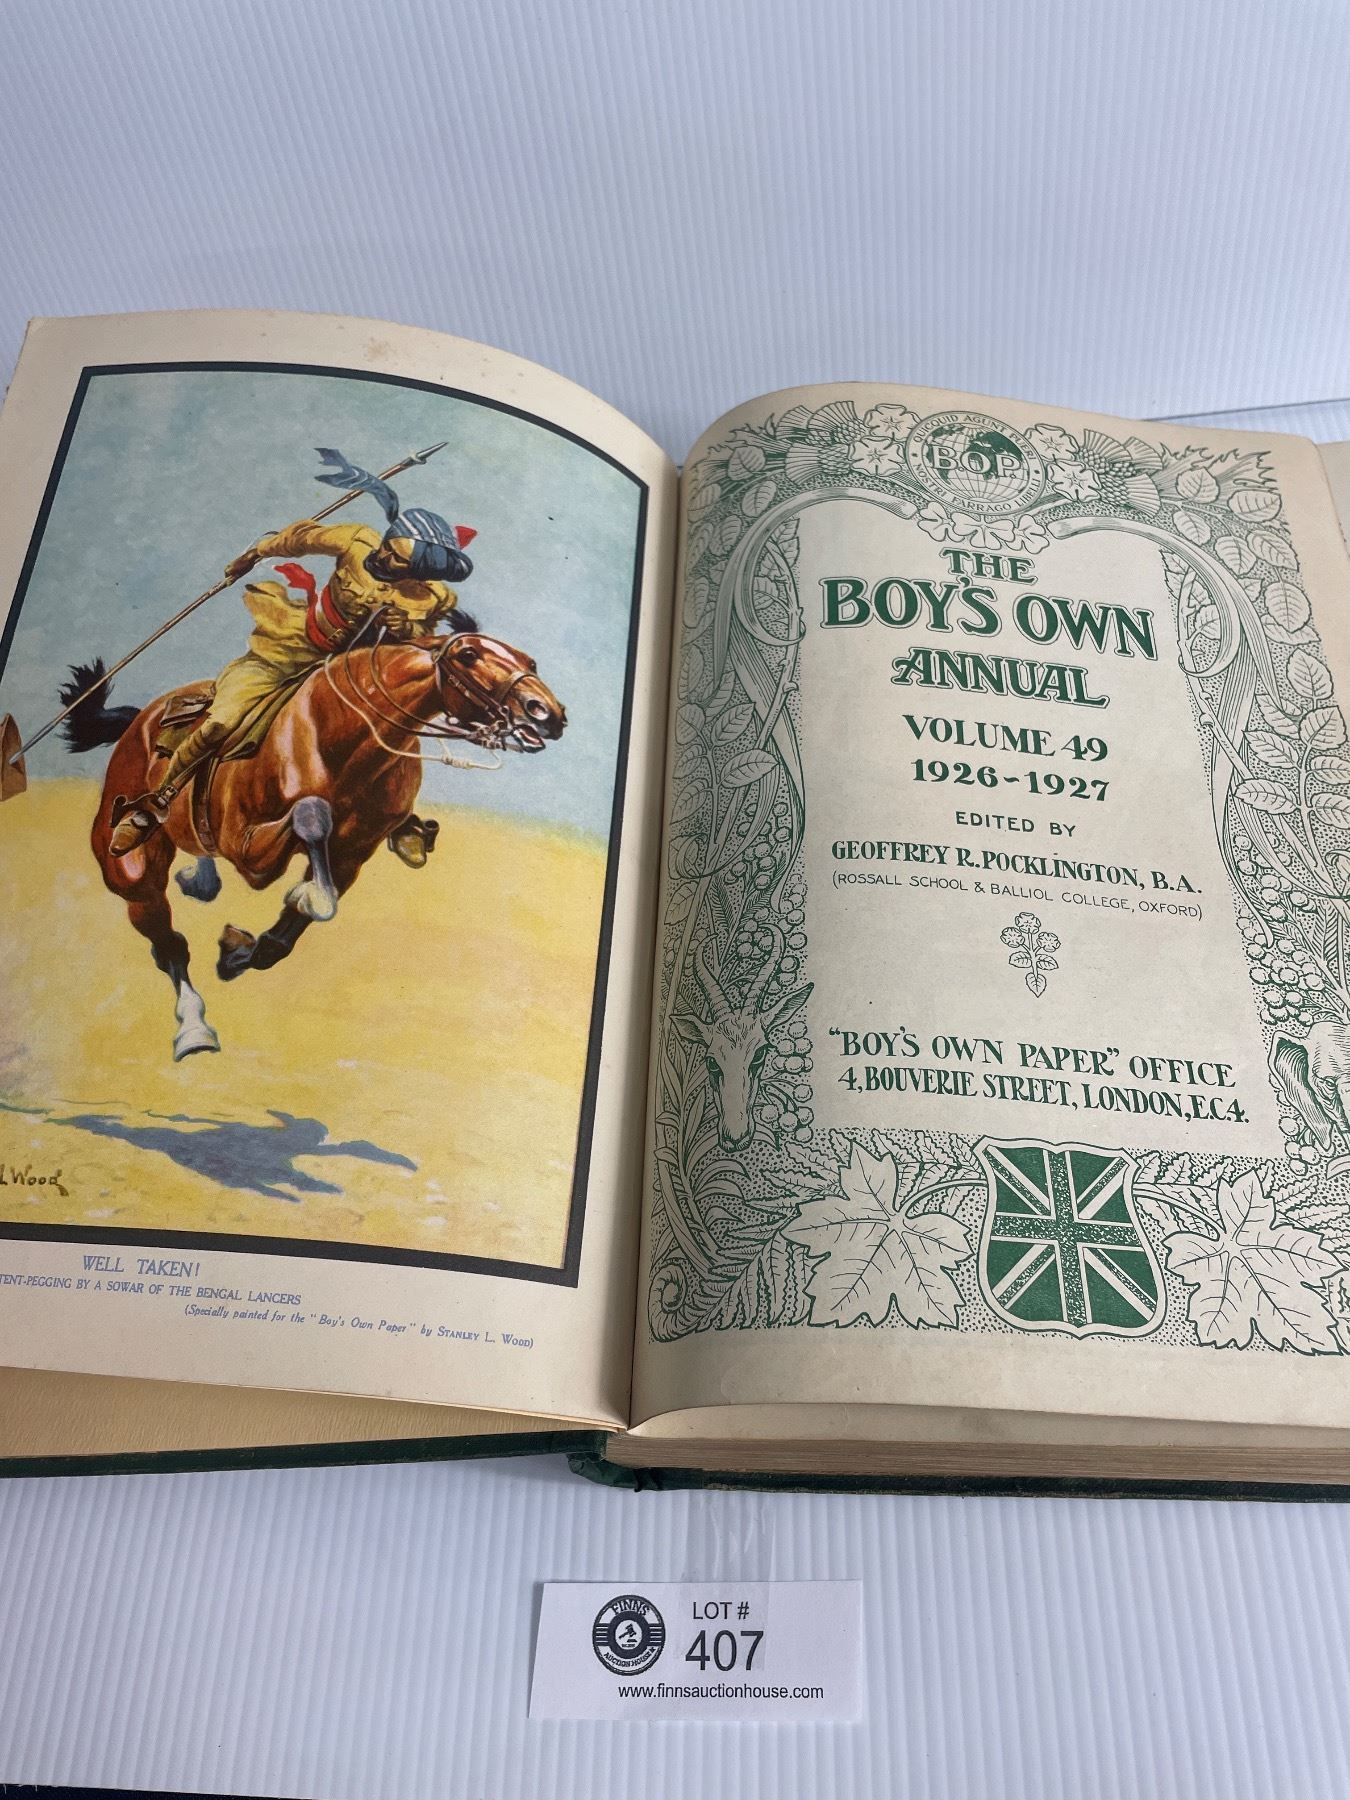 L. Wood
WELL TAKEN!
TENT-PEGGING BY A SOWAR OF THE BENGAL LANCERS
(Specially painted for the "Boy's Own Paper" by STANLEY L. WOOD)
QUICQUID AGUNT PUERI
NOSTRI FARRAGO LIBELLI
B.O.P.
THE
BOY'S OWN
ANNUAL
VOLUME 49
1926~1927
EDITED BY
GEOFFREY R. POCKLINGTON, B.A.
(ROSSALL SCHOOL & BALLIOL COLLEGE, OXFORD)
"BOY'S OWN PAPER" OFFICE
4, BOUVERIE STREET, LONDON, E.C.4.
FINNS
AUCTION HOUSE
LOT #
407
www.finnsauctionhouse.com